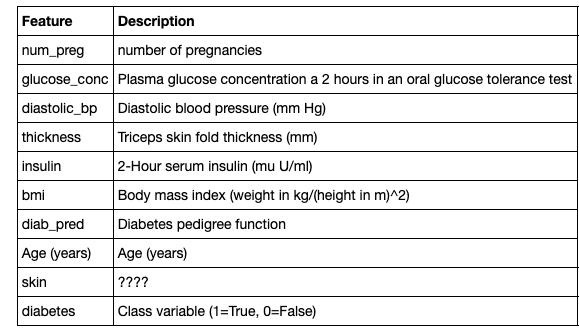 Feature Description
num_preg number of pregnancies
glucose_conc Plasma glucose concentration a 2 hours in an oral glucose tolerance test
diastolic_bp Diastolic blood pressure (mm Hg)
thickness Triceps skin fold thickness (mm)
insulin 2-Hour serum insulin (mu U/ml)
bmi Body mass index (weight in kg/(height in m)^2)
diab_pred Diabetes pedigree function
Age (years) Age (years)
skin ????
diabetes Class variable (1=True, 0=False)